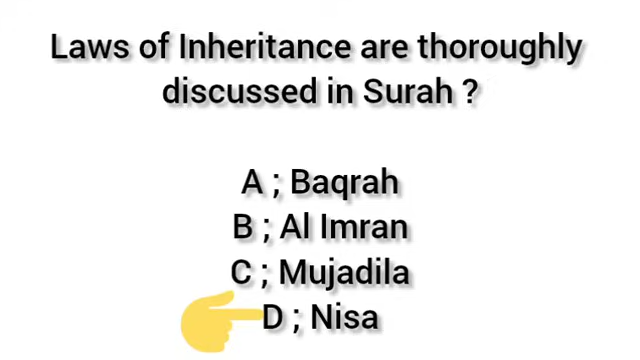 Laws of Inheritance are thoroughly
discussed in Surah ?
A ; Baqrah
B ; Al Imran
C ; Mujadila
D ; Nisa